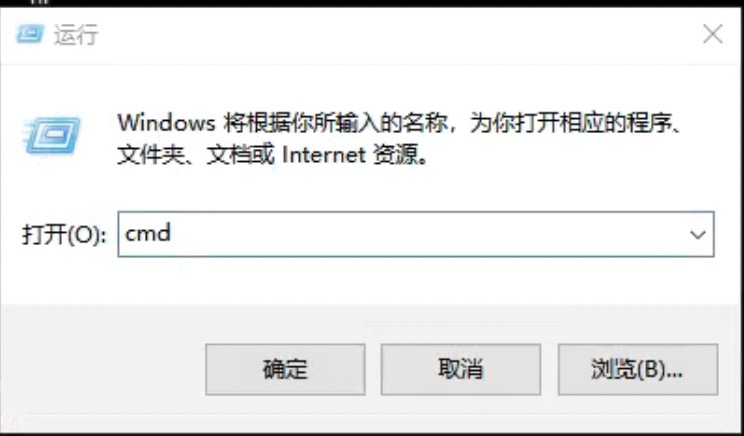 运行
Windows 将根据你所输入的名称，为你打开相应的程序、
文件夹、文档或 Internet 资源。
打开(O): cmd
确定 取消 浏览(B)...